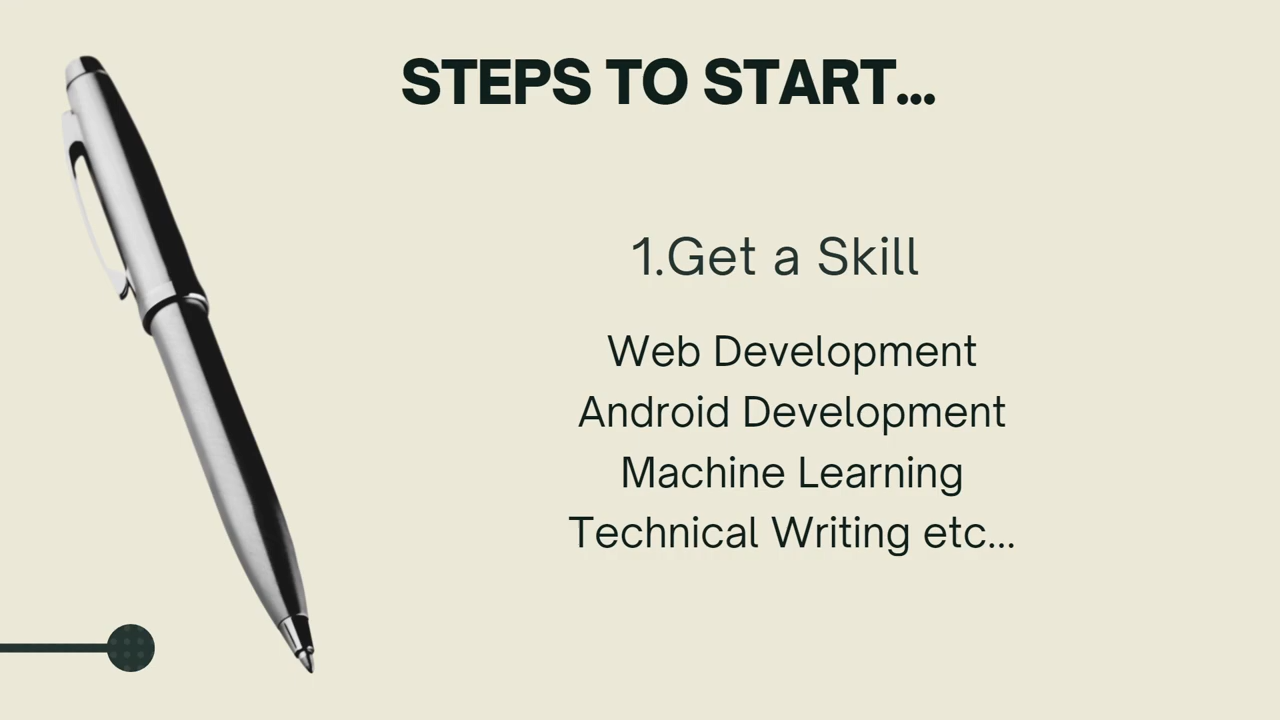 STEPS TO START...
1.Get a Skill
Web Development
Android Development
Machine Learning
Technical Writing etc...